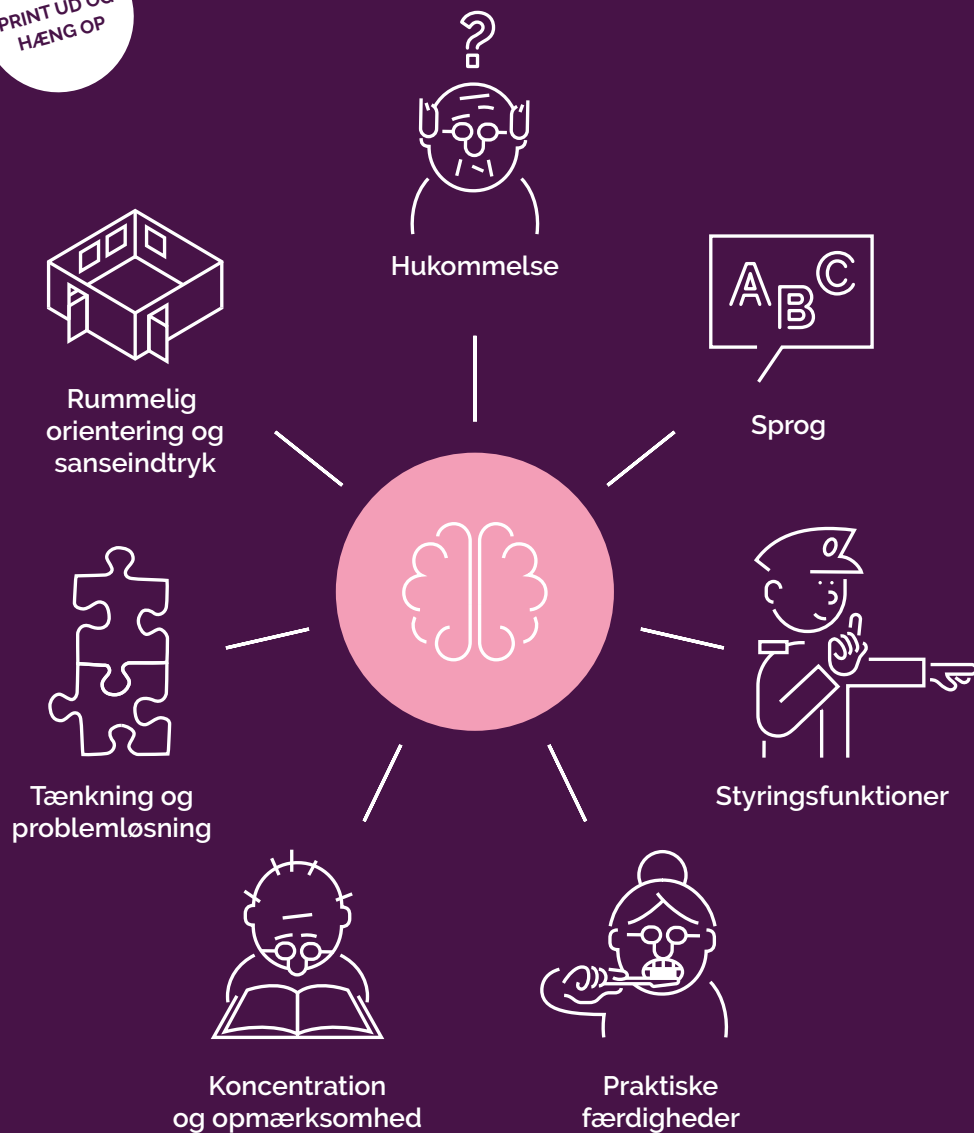 PRINT UD OG
HÆNG OP
?
Hukommelse
A B C
Sprog
Rummelig
orientering og
sanseindtryk
Styringsfunktioner
Tænkning og
problemløsning
Koncentration
og opmærksomhed
Praktiske
færdigheder